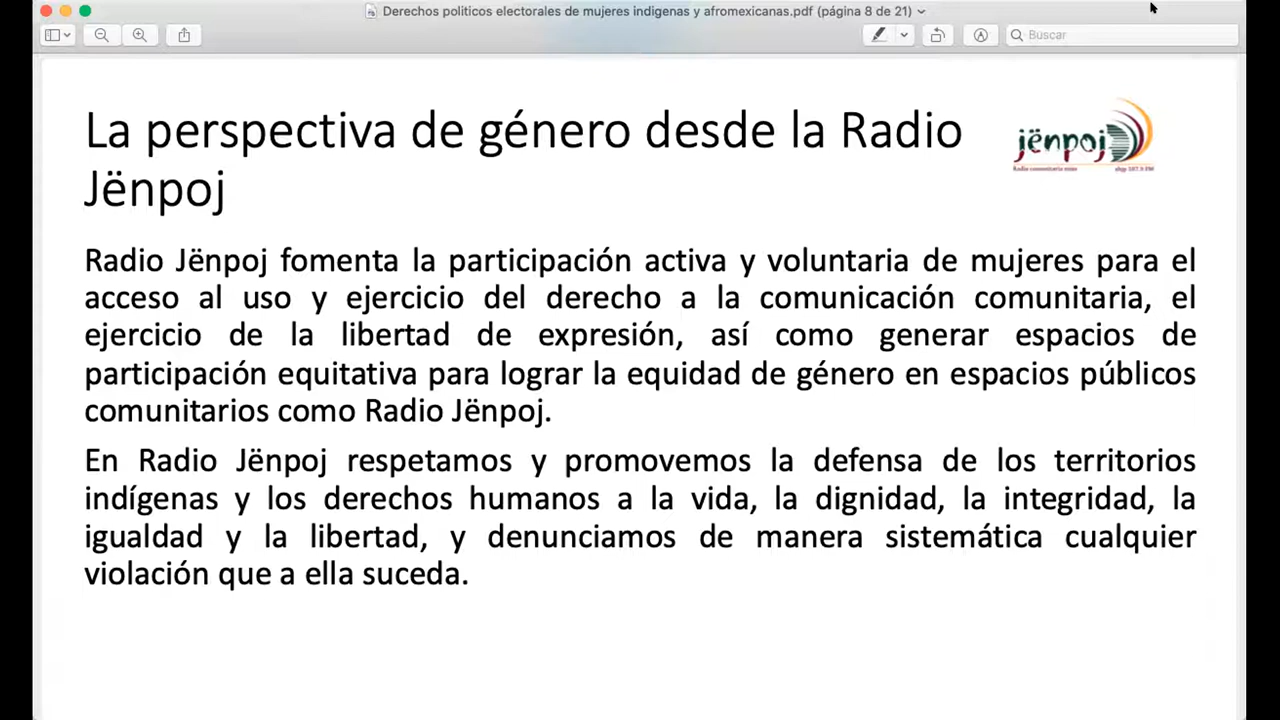 Derechos politicos electorales de mujeres indigenas y afromexicanas.pdf (página 8 de 21)
Buscar
La perspectiva de género desde la Radio
Jënpoj
jënpoj
Radio comunitaria
107.9 FM
Radio Jënpoj fomenta la participación activa y voluntaria de mujeres para el
acceso al uso y ejercicio del derecho a la comunicación comunitaria, el
ejercicio de la libertad de expresión, así como generar espacios de
participación equitativa para lograr la equidad de género en espacios públicos
comunitarios como Radio Jënpoj.
En Radio Jënpoj respetamos y promovemos la defensa de los territorios
indígenas y los derechos humanos a la vida, la dignidad, la integridad, la
igualdad y la libertad, y denunciamos de manera sistemática cualquier
violación que a ella suceda.